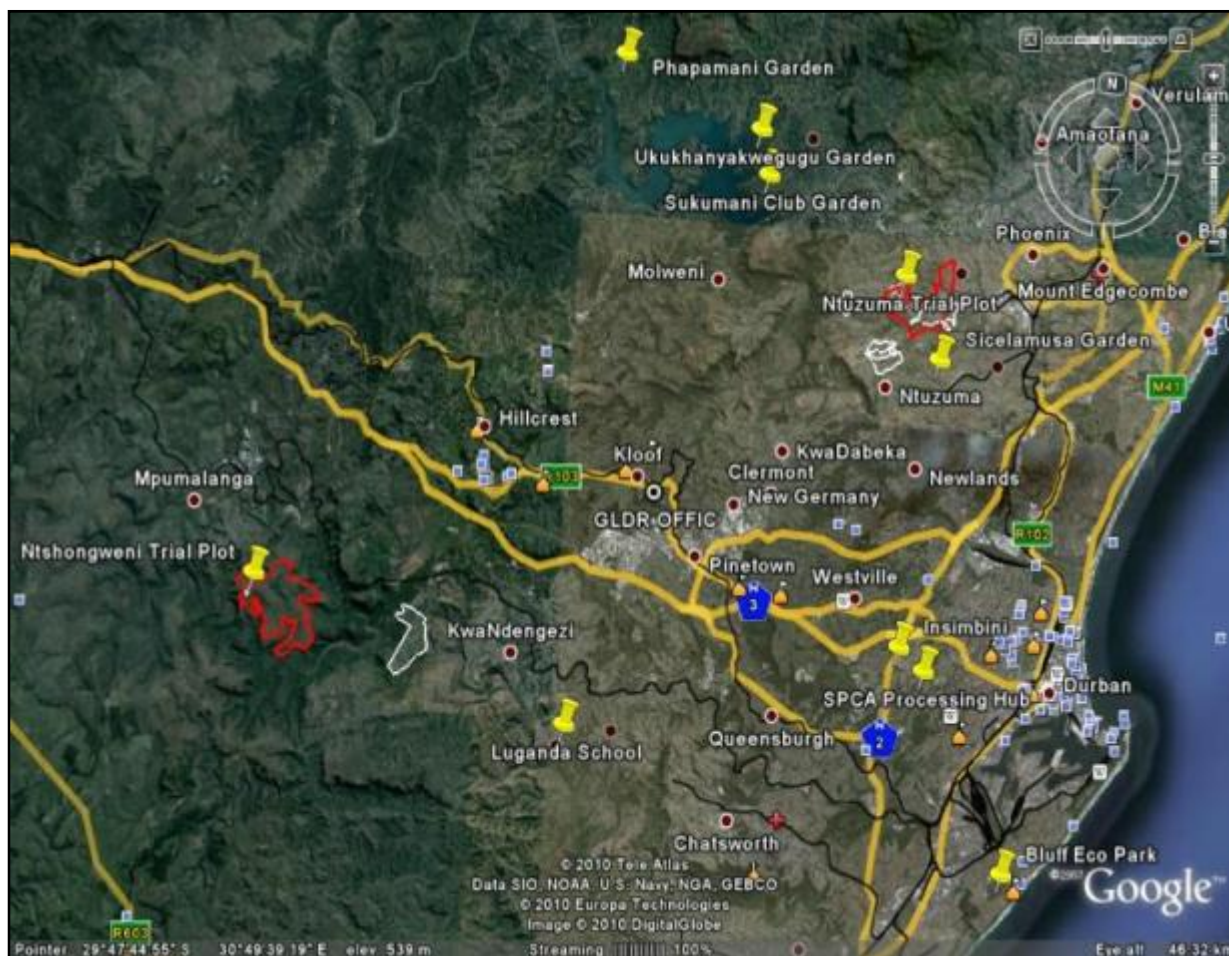 Phapamani Garden
N
Verulam
AmaoTana
Ukukhanyakwegugu Garden
Sukumani Club Garden
Phoenix
Molweni
Mount Edgecombe
Ntuzuma Trial Plot
Sicelamusa Garden
M41
Ntuzuma
Hillcrest
Kloof
KwaDabeka
Clermont
Newlands
Mpumalanga
New Germany
GLDR OFFIC
R102
Ntshongweni Trial Plot
Pinetown
Westville
N
3
KwaNdengezi
Insimbini
SPCA Processing Hub
Durban
Luganda School
Queensburgh
N
2
Chatsworth
Bluff Eco Park
© 2010 Tele Atlas
Data SIO, NOAA, U.S. Navy, NGA, GEBCO
© 2010 Europa Technologies
Image © 2010 DigitalGlobe
Google™
R603
Pointer 29°47'44.55" S 30°49'39.19" E elev 539 m Streaming 100% Eye alt 46.32 km